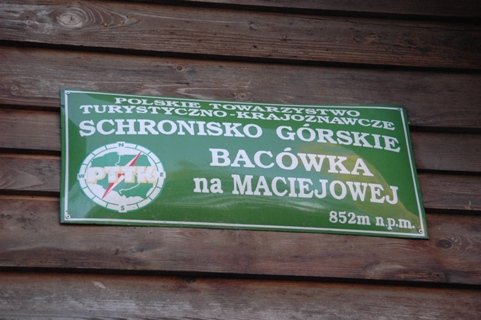 POLSKIE TOWARZYSTWO
TURYSTYCZNO-KRAJOZNAWCZE
SCHRONISKO GÓRSKIE
BACÓWKA
na MACIEJOWEJ
852m n.p.m.
N
W
E
PTTK
S